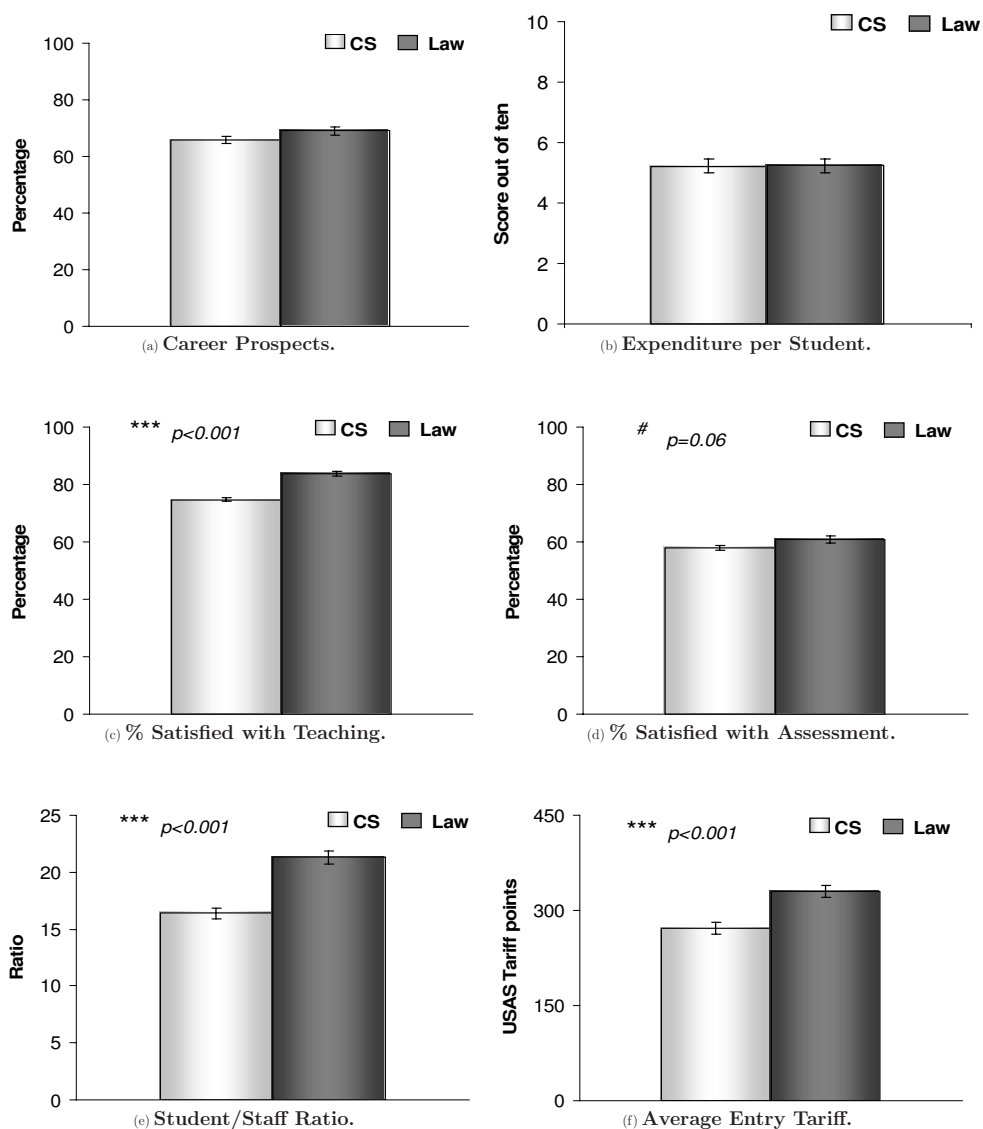 CS Law
100
80
60
40
20
0
Percentage
(a) Career Prospects.
CS Law
10
8
6
4
2
0
Score out of ten
(b) Expenditure per Student.
*** p<0.001
CS Law
100
80
60
40
20
0
Percentage
(c) % Satisfied with Teaching.
# p=0.06
CS Law
100
80
60
40
20
0
Percentage
(d) % Satisfied with Assessment.
*** p<0.001
CS Law
25
20
15
10
5
0
Ratio
(e) Student/Staff Ratio.
*** p<0.001
CS Law
450
300
150
0
USAS Tariff points
(f) Average Entry Tariff.